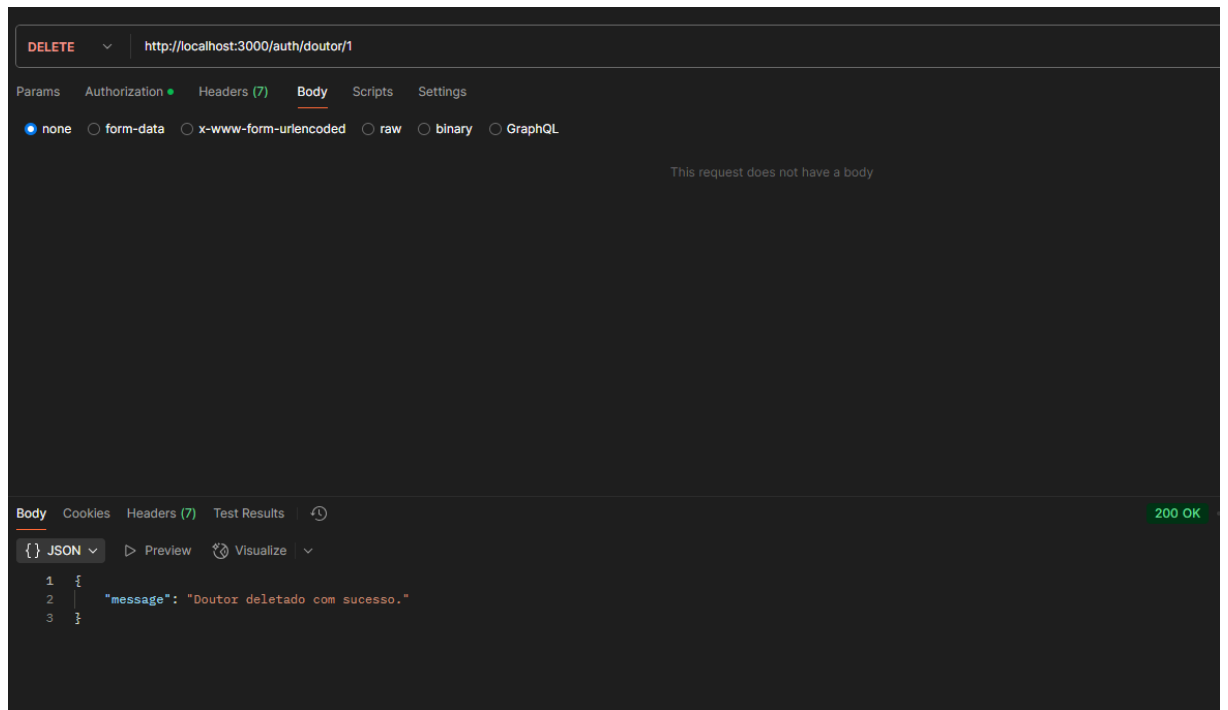 DELETE http://localhost:3000/auth/doutor/1
Params Authorization Headers (7) Body Scripts Settings
none form-data x-www-form-urlencoded raw binary GraphQL
This request does not have a body
Body Cookies Headers (7) Test Results 200 OK
{} JSON Preview Visualize
1 {
2 "message": "Doutor deletado com sucesso."
3 }